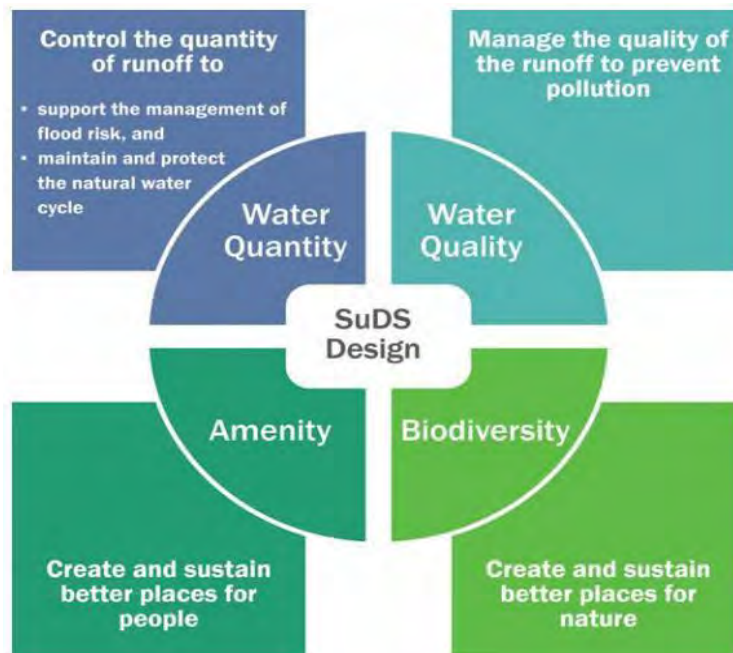 Control the quantity
of runoff to
• support the management of
flood risk, and
• maintain and protect
the natural water
cycle
Manage the quality of
the runoff to prevent
pollution
Water
Quantity
Water
Quality
SuDS
Design
Amenity
Biodiversity
Create and sustain
better places for
people
Create and sustain
better places for
nature